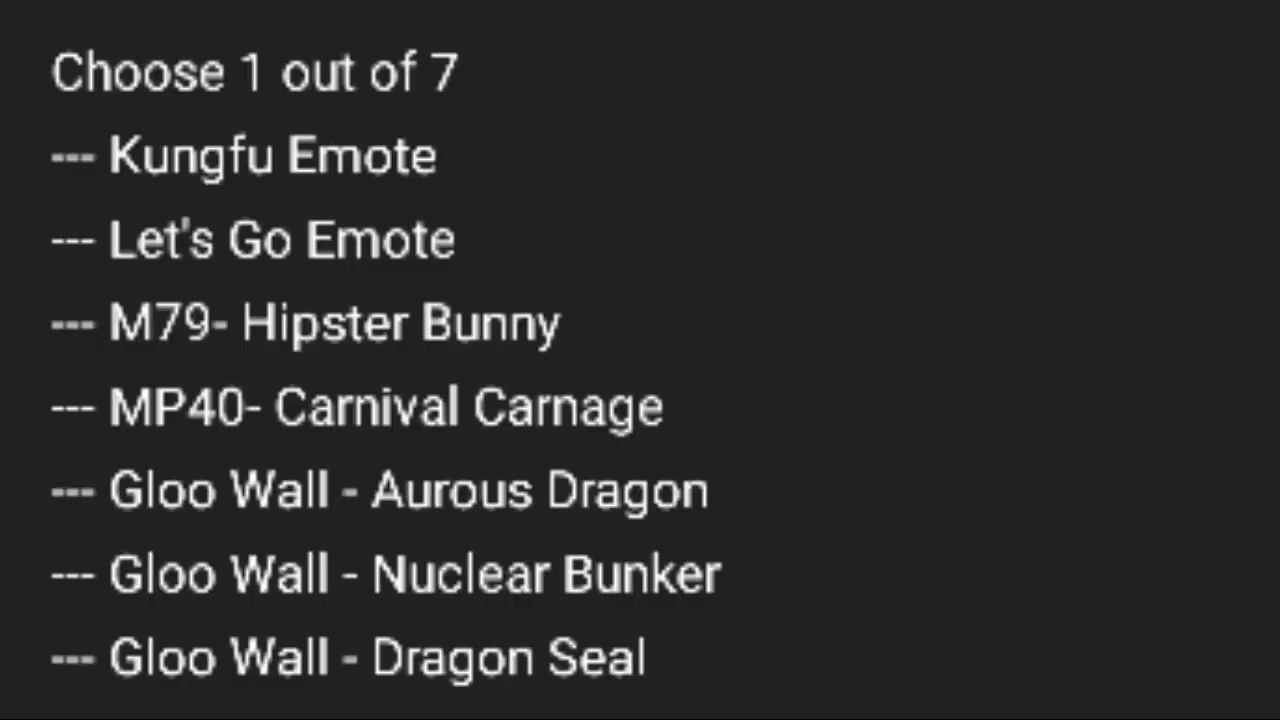 Choose 1 out of 7
--- Kungfu Emote
--- Let's Go Emote
--- M79- Hipster Bunny
--- MP40- Carnival Carnage
--- Gloo Wall - Aurous Dragon
--- Gloo Wall - Nuclear Bunker
--- Gloo Wall - Dragon Seal